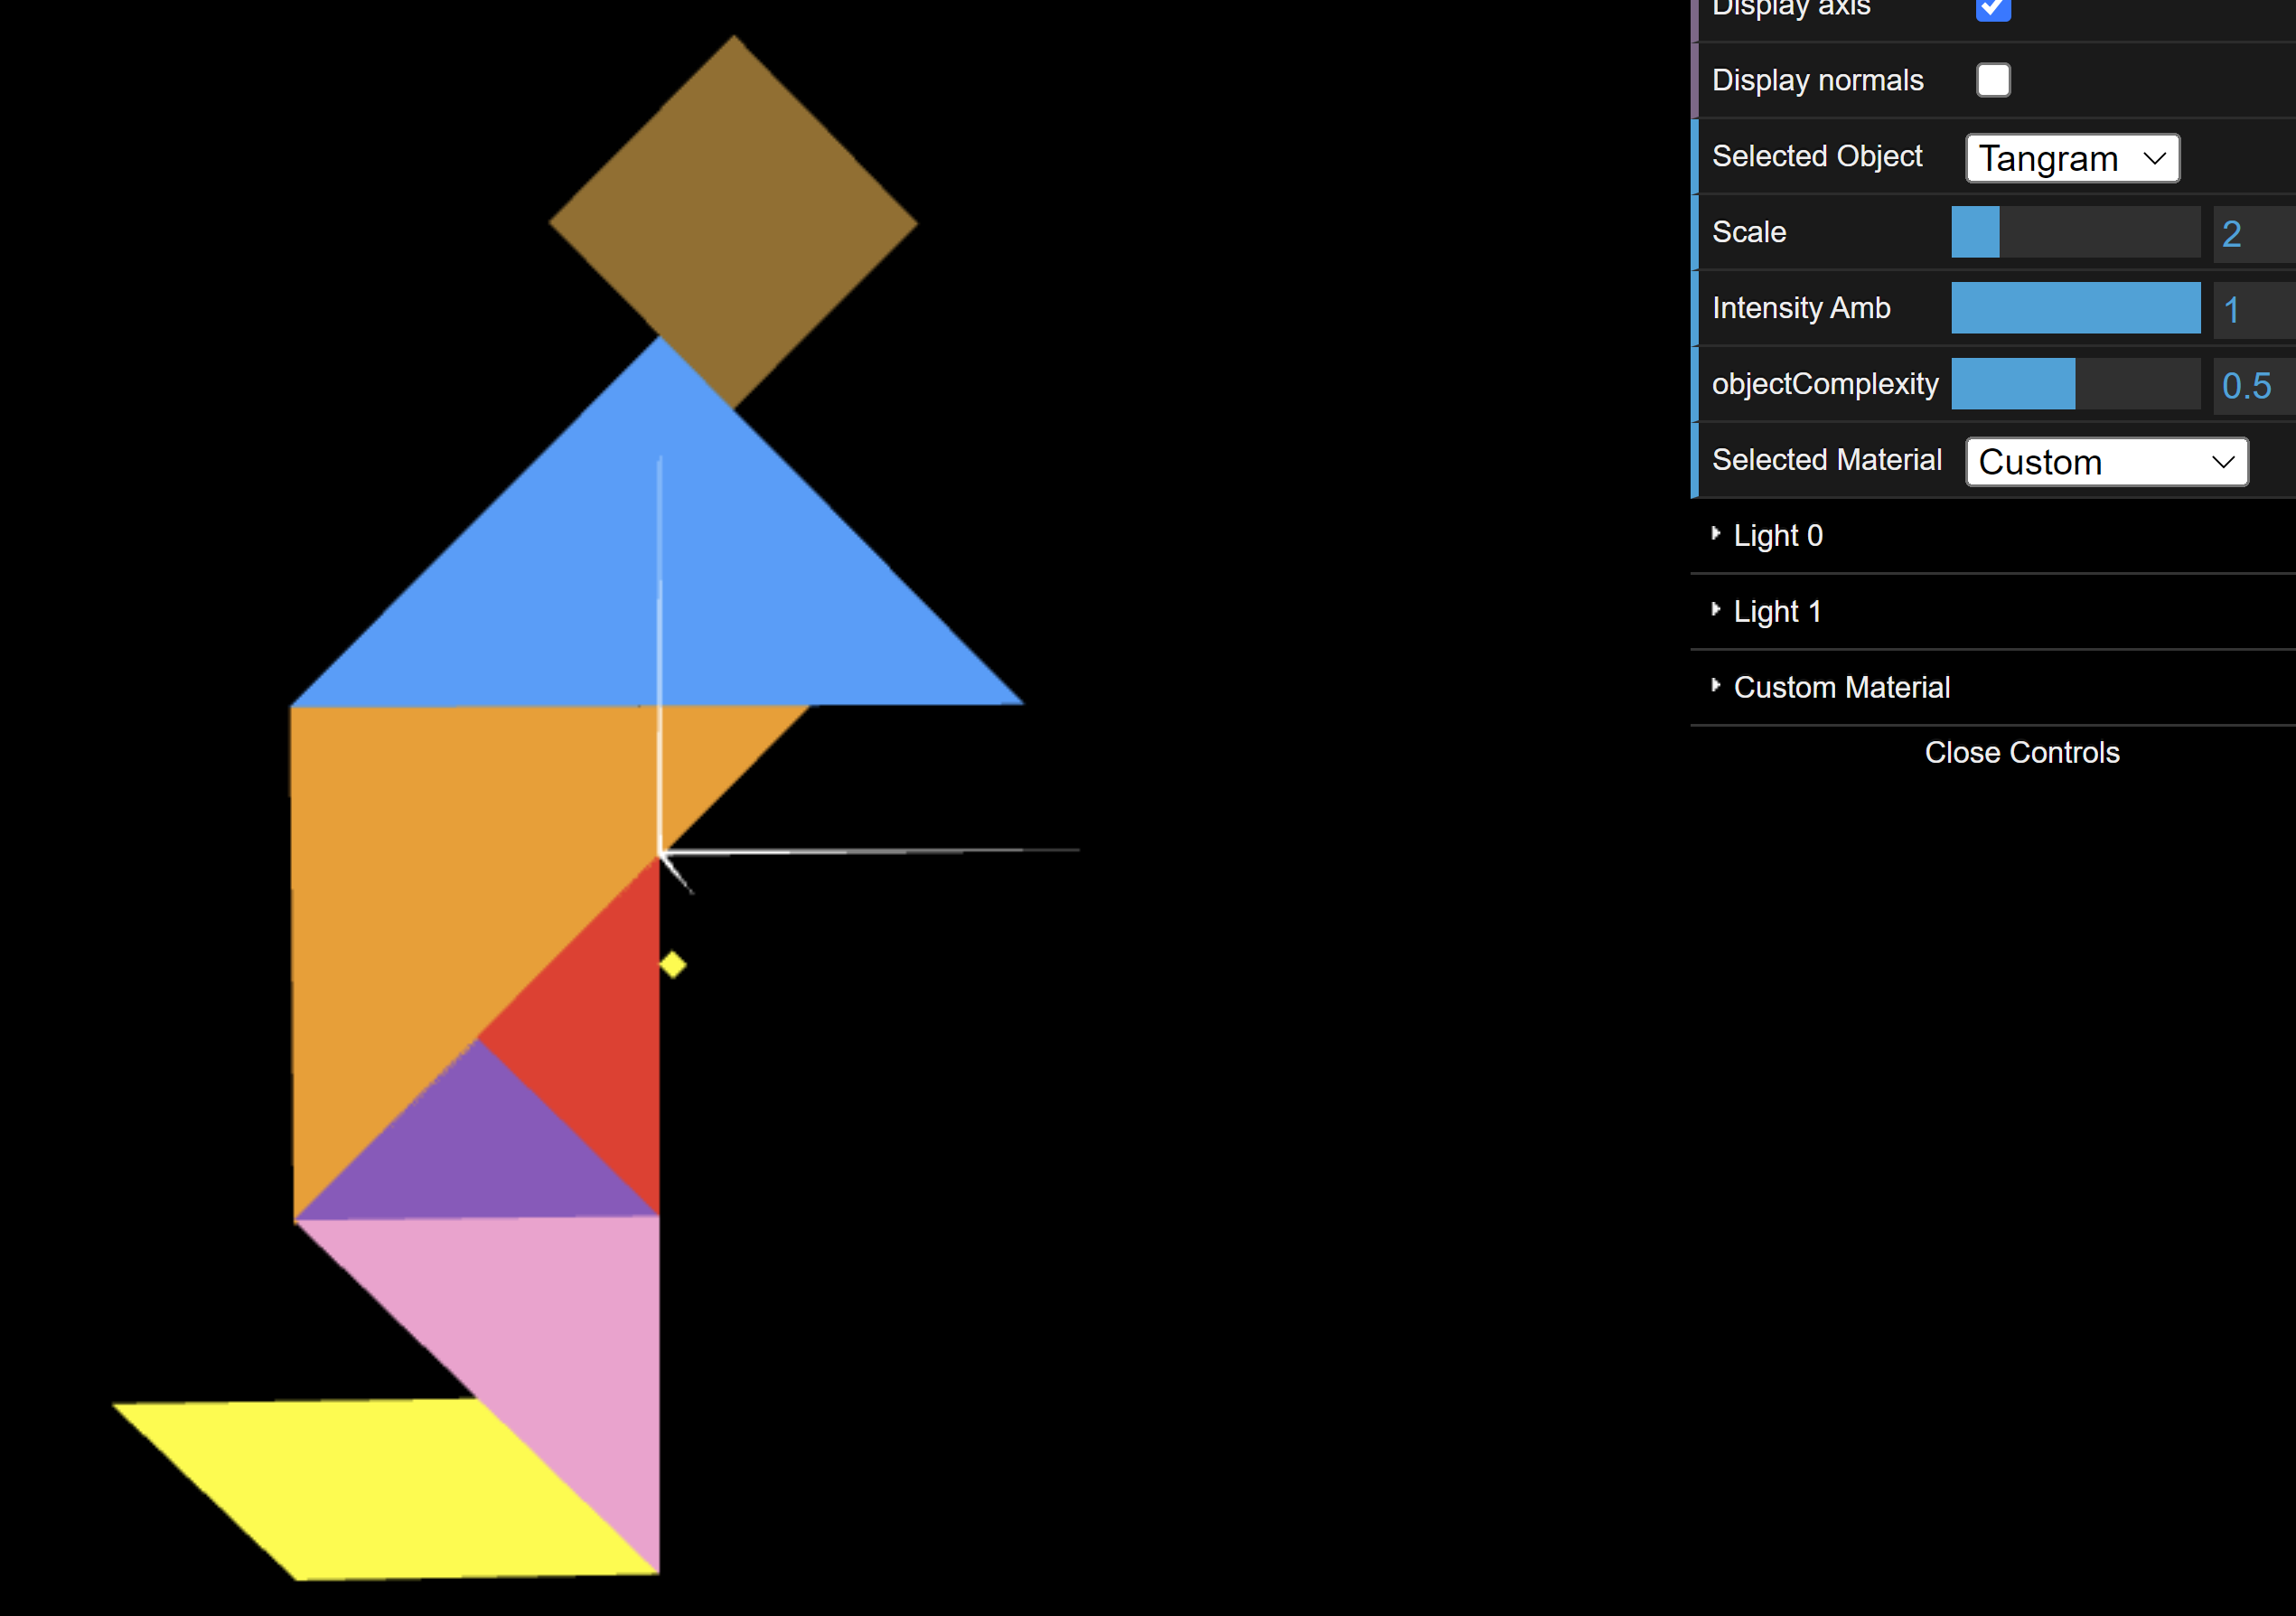 Display axis
Display normals
Selected Object Tangram
Scale 2
Intensity Amb 1
objectComplexity 0.5
Selected Material Custom
Light 0
Light 1
Custom Material
Close Controls